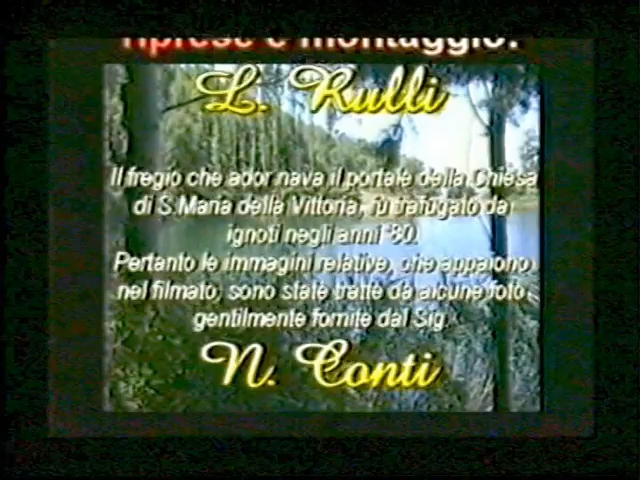 riprese e montaggio:
L. Rulli
Il fregio che ador nava il portale della Chiesa
di S.Maria della Vittoria, fu trafugato da
ignoti negli anni '80.
Pertanto le immagini relative, che appaiono
nel filmato, sono state tratte da alcune foto,
gentilmente fornite dal Sig.
N. Conti